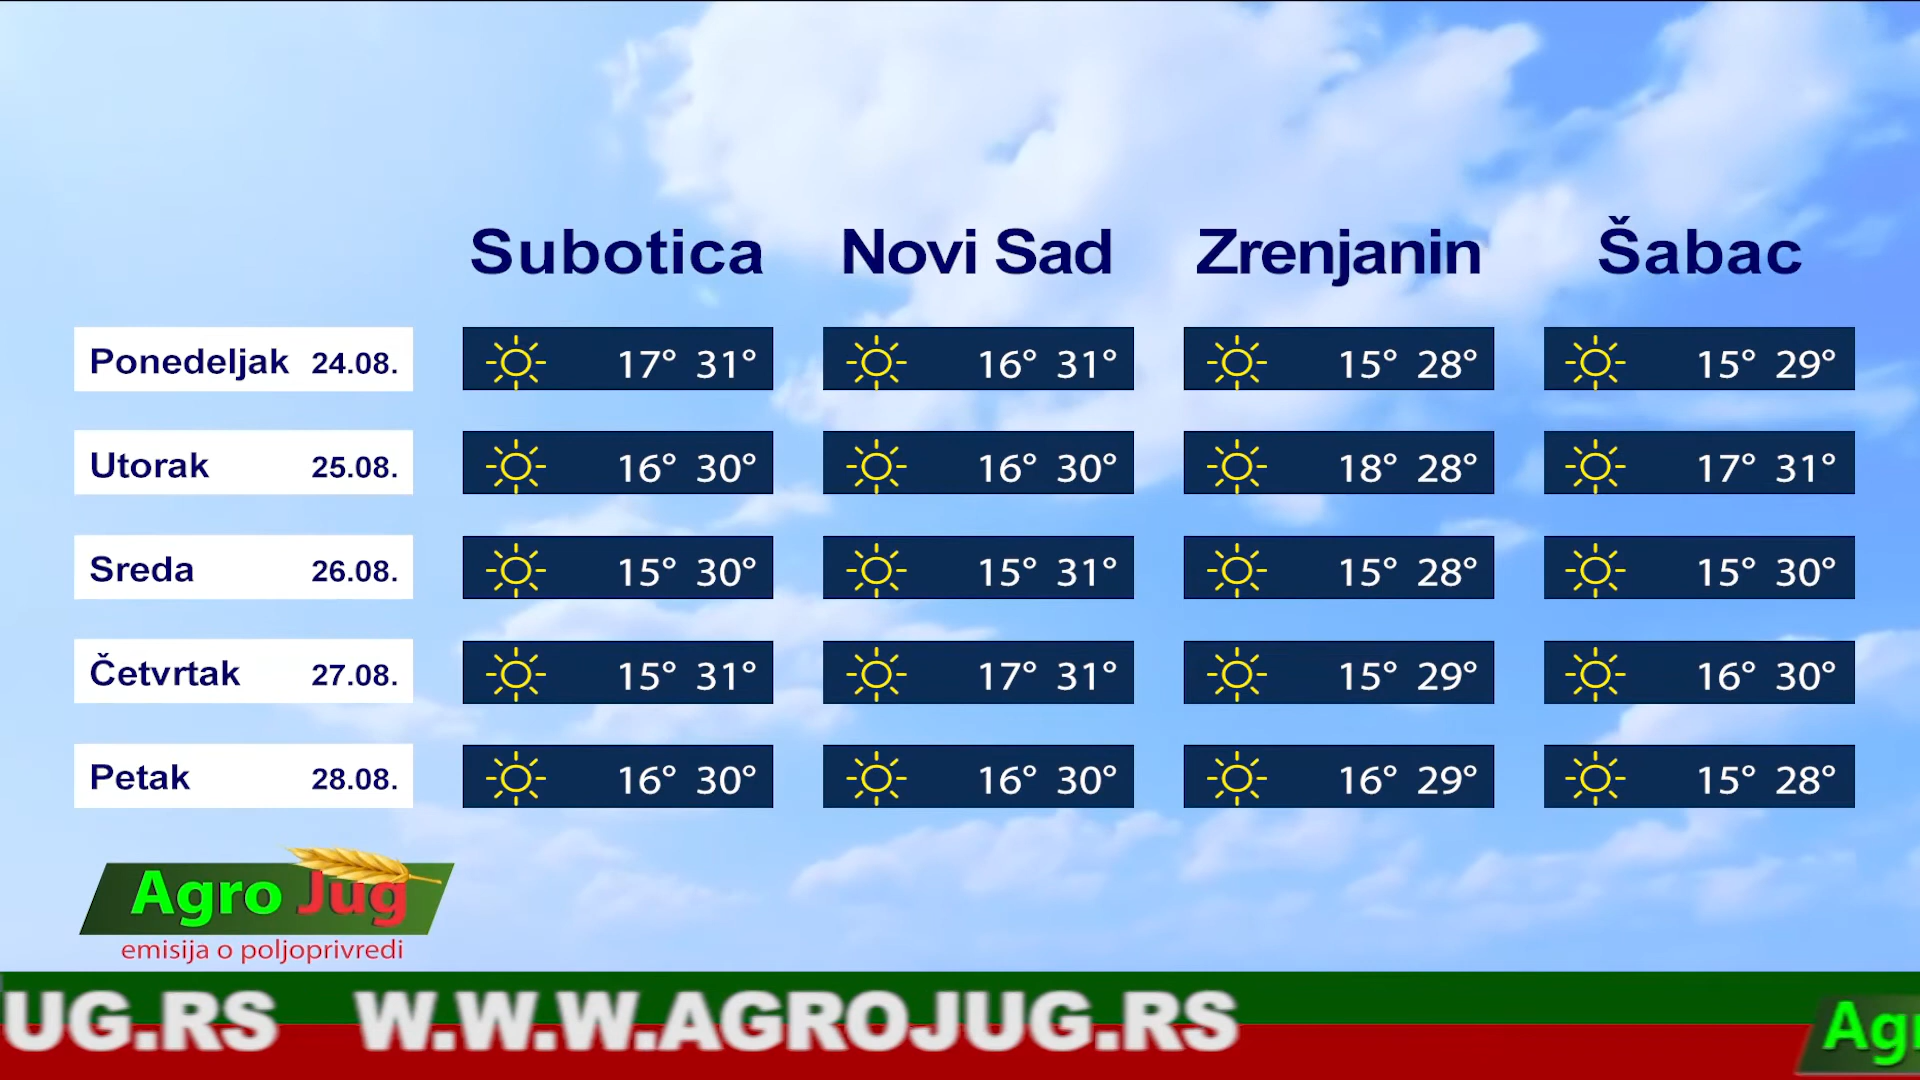 Subotica Novi Sad Zrenjanin Šabac
Ponedeljak 24.08. 17° 31° 16° 31° 15° 28° 15° 29°
Utorak 25.08. 16° 30° 16° 30° 18° 28° 17° 31°
Sreda 26.08. 15° 30° 15° 31° 15° 28° 15° 30°
Četvrtak 27.08. 15° 31° 17° 31° 15° 29° 16° 30°
Petak 28.08. 16° 30° 16° 30° 16° 29° 15° 28°
Agro Jug
emisija o poljoprivredi
UG.RS W.W.W.AGROJUG.RS Agr